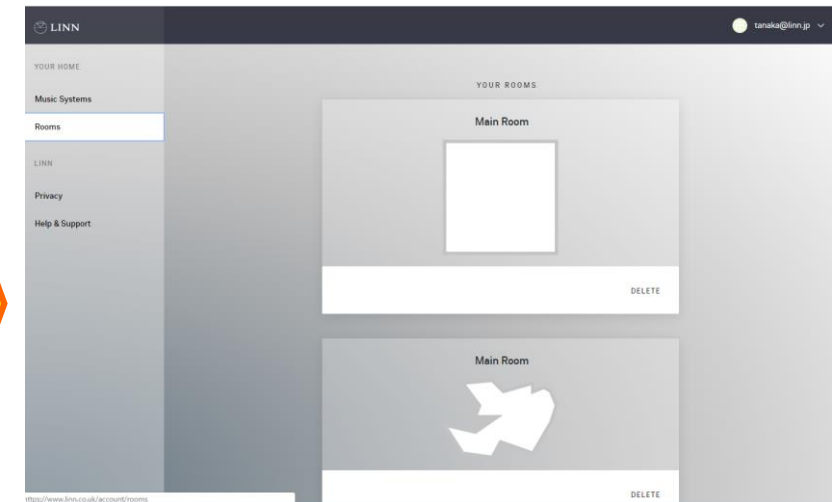 LINN
tanaka@linn.jp
YOUR HOME
Music Systems
Rooms
LINN
Privacy
Help & Support
YOUR ROOMS
Main Room
DELETE
Main Room
DELETE
https://www.linn.co.uk/account/rooms